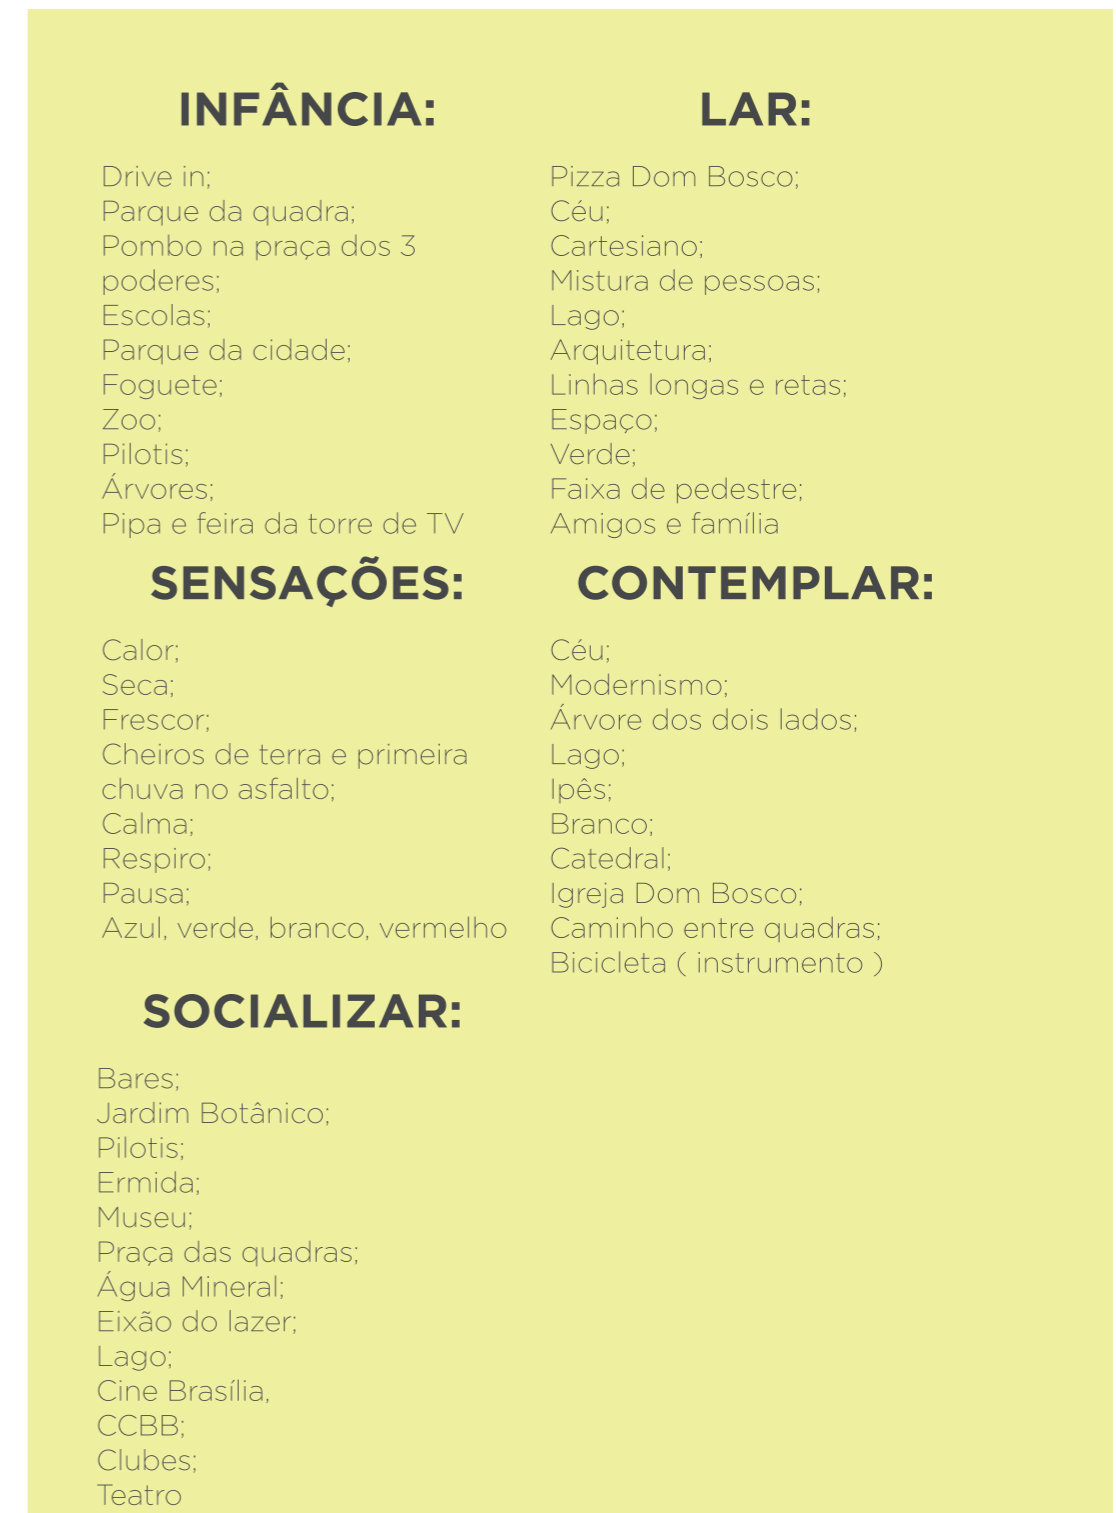 INFÂNCIA:
Drive in;
Parque da quadra;
Pombo na praça dos 3
poderes;
Escolas;
Parque da cidade;
Foguete;
Zoo;
Pilotis;
Árvores;
Pipa e feira da torre de TV
LAR:
Pizza Dom Bosco;
Céu;
Cartesiano;
Mistura de pessoas;
Lago;
Arquitetura;
Linhas longas e retas;
Espaço;
Verde;
Faixa de pedestre;
Amigos e família
SENSAÇÕES:
Calor;
Seca;
Frescor;
Cheiros de terra e primeira
chuva no asfalto;
Calma;
Respiro;
Pausa;
Azul, verde, branco, vermelho
CONTEMPLAR:
Céu;
Modernismo;
Árvore dos dois lados;
Lago;
Ipês;
Branco;
Catedral;
Igreja Dom Bosco;
Caminho entre quadras;
Bicicleta ( instrumento )
SOCIALIZAR:
Bares;
Jardim Botânico;
Pilotis;
Ermida;
Museu;
Praça das quadras;
Água Mineral;
Eixão do lazer;
Lago;
Cine Brasília,
CCBB;
Clubes;
Teatro